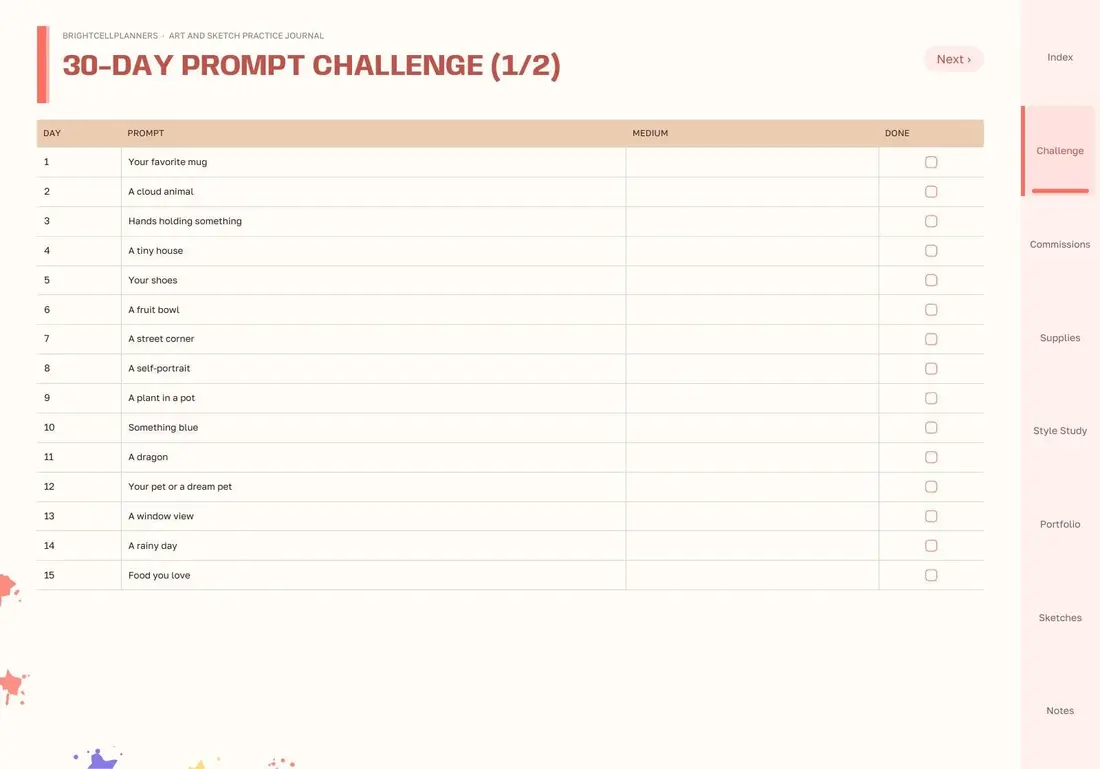 BRIGHTCELLPLANNERS · ART AND SKETCH PRACTICE JOURNAL
30-DAY PROMPT CHALLENGE (1/2)
Next ›
DAY PROMPT MEDIUM DONE
1 Your favorite mug
2 A cloud animal
3 Hands holding something
4 A tiny house
5 Your shoes
6 A fruit bowl
7 A street corner
8 A self-portrait
9 A plant in a pot
10 Something blue
11 A dragon
12 Your pet or a dream pet
13 A window view
14 A rainy day
15 Food you love
Index
Challenge
Commissions
Supplies
Style Study
Portfolio
Sketches
Notes